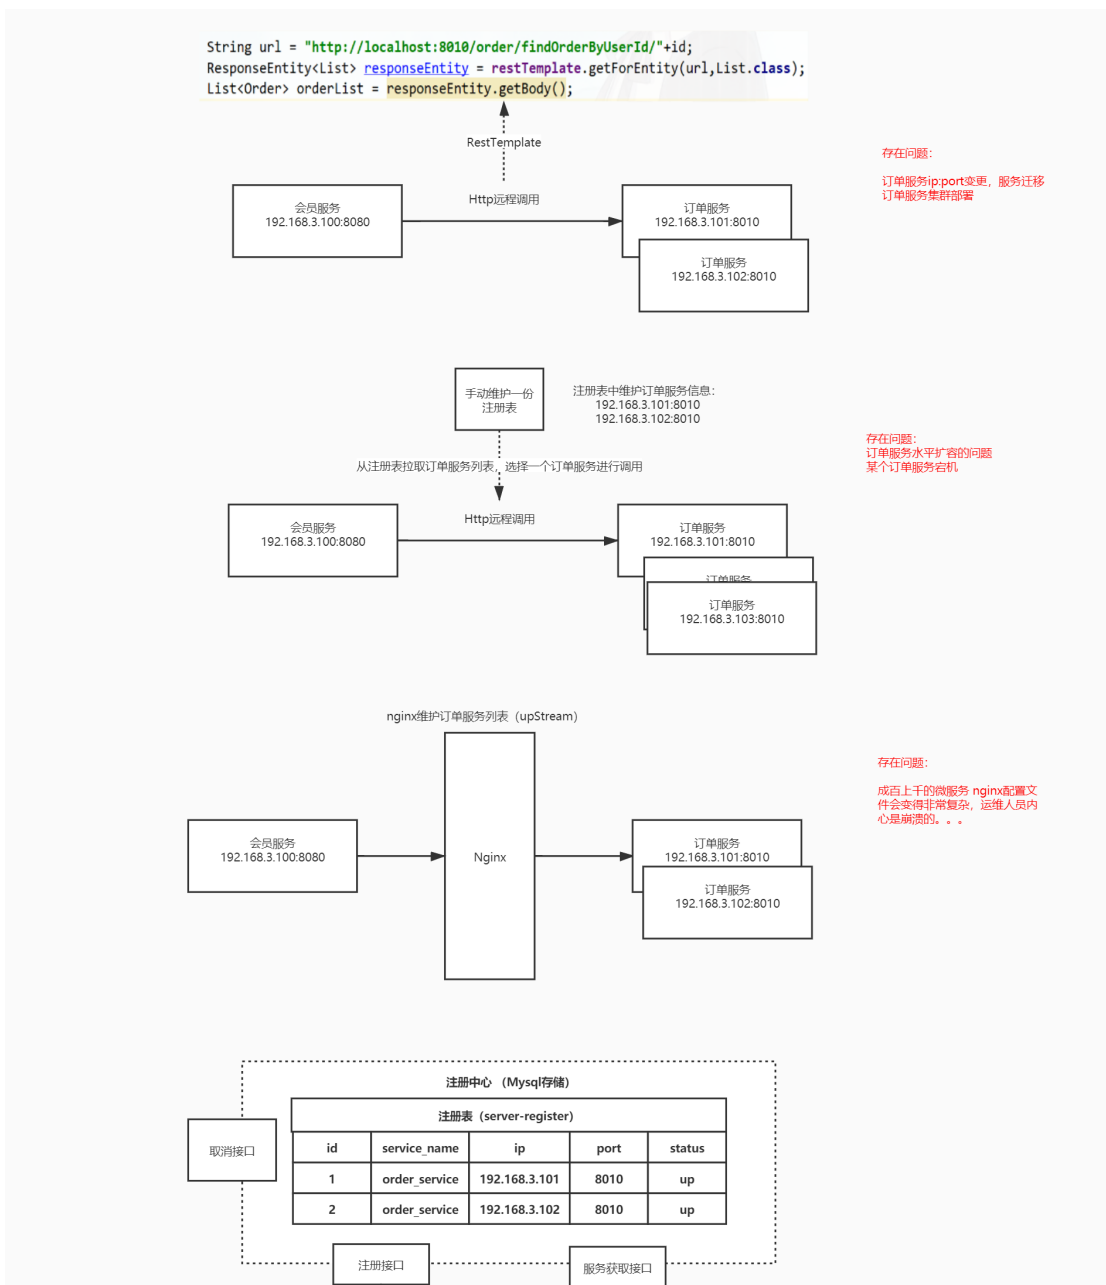 String url = "http://localhost:8010/order/findOrderByUserId/"+id;
ResponseEntity<List> responseEntity = restTemplate.getForEntity(url,List.class);
List<Order> orderList = responseEntity.getBody();
RestTemplate
存在问题：
订单服务ip:port变更，服务迁移
订单服务集群部署
会员服务
192.168.3.100:8080
Http远程调用
订单服务
192.168.3.101:8010
订单服务
192.168.3.102:8010
手动维护一份
注册表
注册表中维护订单服务信息：
192.168.3.101:8010
192.168.3.102:8010
存在问题：
订单服务水平扩容的问题
某个订单服务宕机
从注册表拉取订单服务列表，选择一个订单服务进行调用
会员服务
192.168.3.100:8080
Http远程调用
订单服务
192.168.3.101:8010
订单服务
订单服务
192.168.3.103:8010
nginx维护订单服务列表（upStream）
存在问题：
成百上千的微服务 nginx配置文
件会变得非常复杂，运维人员内
心是崩溃的。。。
会员服务
192.168.3.100:8080
Nginx
订单服务
192.168.3.101:8010
订单服务
192.168.3.102:8010
注册中心 （Mysql存储）
注册表（server-register）
取消接口
id service_name ip port status
1 order_service 192.168.3.101 8010 up
2 order_service 192.168.3.102 8010 up
注册接口
服务获取接口